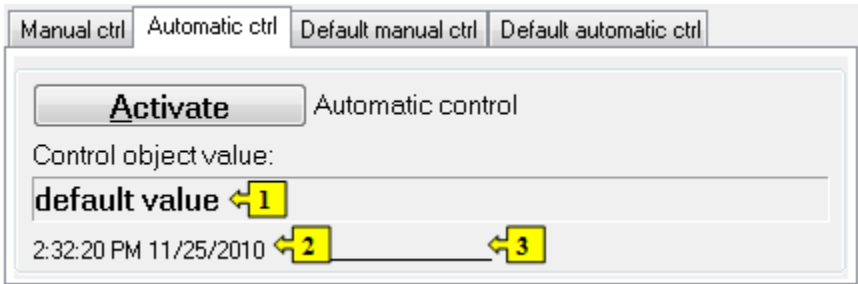 Manual ctrl Automatic ctrl Default manual ctrl Default automatic ctrl
Activate Automatic control
Control object value:
default value 1
2:32:20 PM 11/25/2010 2 ____________ 3